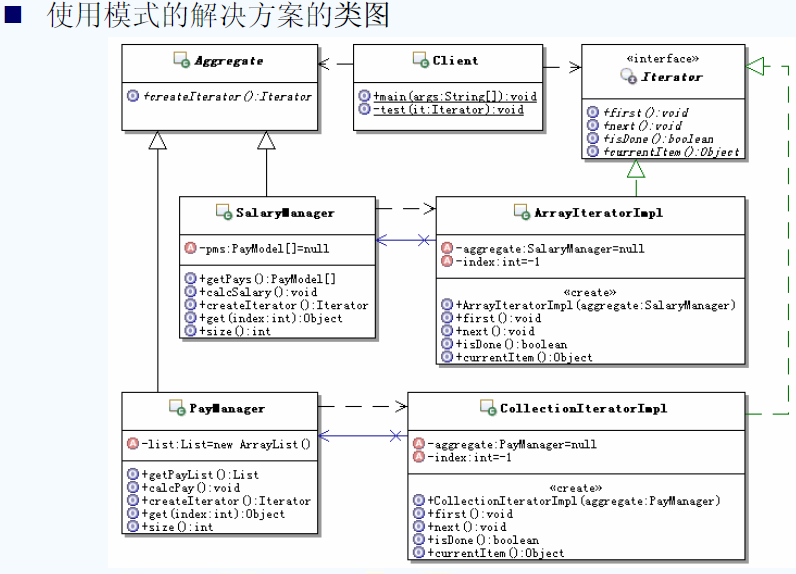 使用模式的解决方案的类图
Aggregate
+createIterator():Iterator
Client
+main(args:String[]):void
-test(it:Iterator):void
«interface»
Iterator
+first():void
+next():void
+isDone():boolean
+currentItem():Object
SalaryManager
-pms:PayModel[]=null
+getPays():PayModel[]
+calcSalary():void
+createIterator():Iterator
+get(index:int):Object
+size():int
ArrayIteratorImpl
-aggregate:SalaryManager=null
-index:int=-1
«create»
+ArrayIteratorImpl(aggregate:SalaryManager)
+first():void
+next():void
+isDone():boolean
+currentItem():Object
PayManager
-list:List=new ArrayList()
+getPayList():List
+calcPay():void
+createIterator():Iterator
+get(index:int):Object
+size():int
CollectionIteratorImpl
-aggregate:PayManager=null
-index:int=-1
«create»
+CollectionIteratorImpl(aggregate:PayManager)
+first():void
+next():void
+isDone():boolean
+currentItem():Object